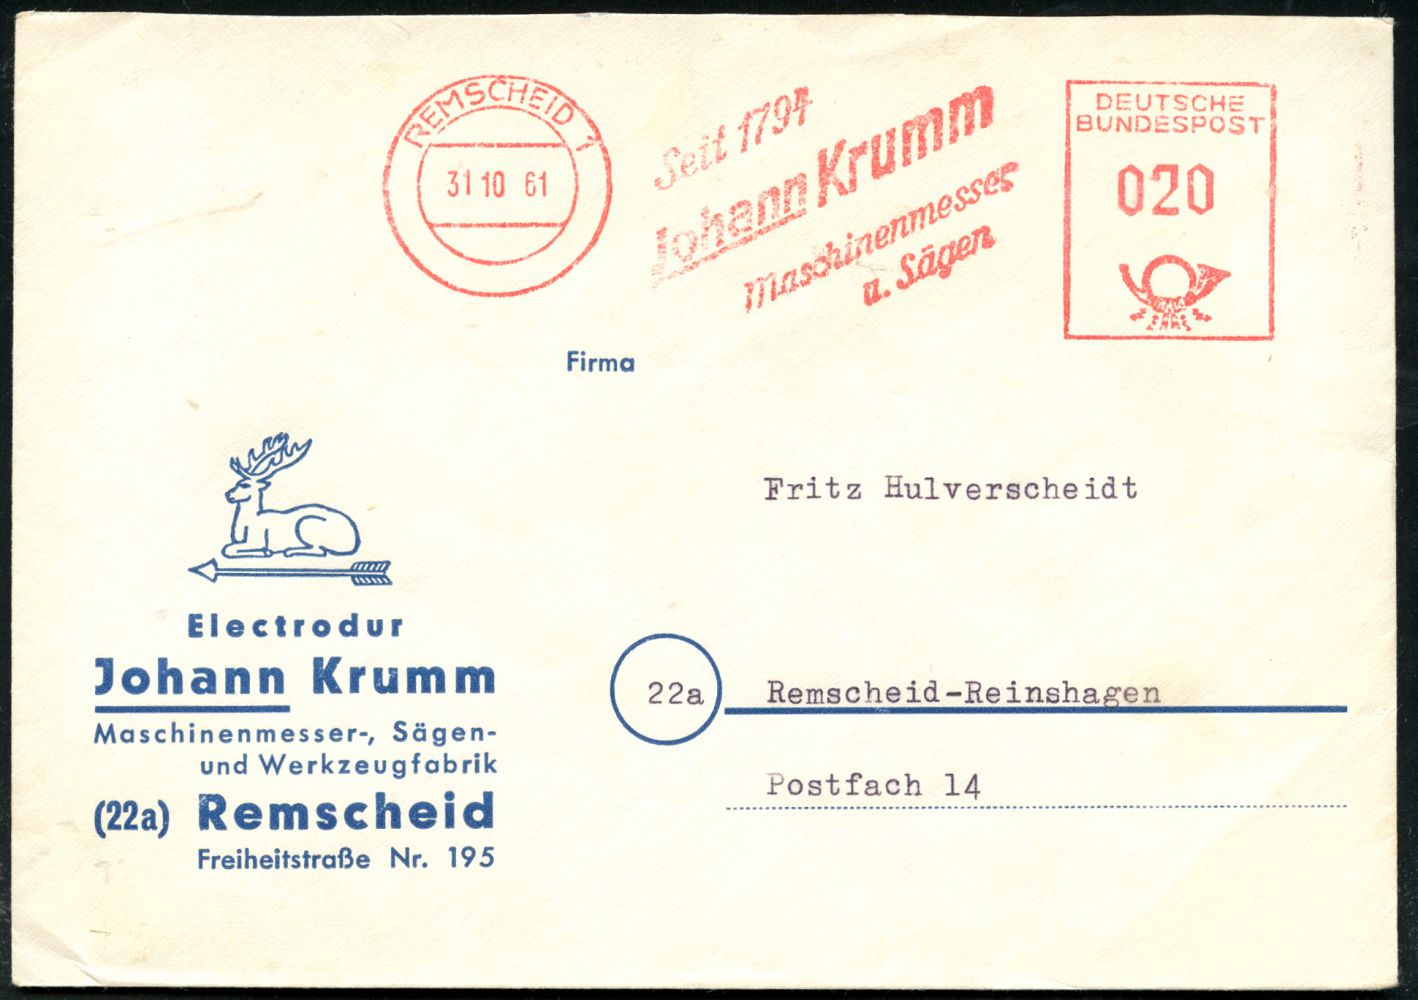 REMSCHEID 1
31 10 61
Seit 1794
Johann Krumm
Maschinenmesser
u. Sägen
DEUTSCHE
BUNDESPOST
020
Firma
Fritz Hulverscheidt
Electrodur
Johann Krumm
Maschinenmesser-, Sägen-
und Werkzeugfabrik
(22a) Remscheid
Freiheitstraße Nr. 195
22a Remscheid-Reinshagen
Postfach 14